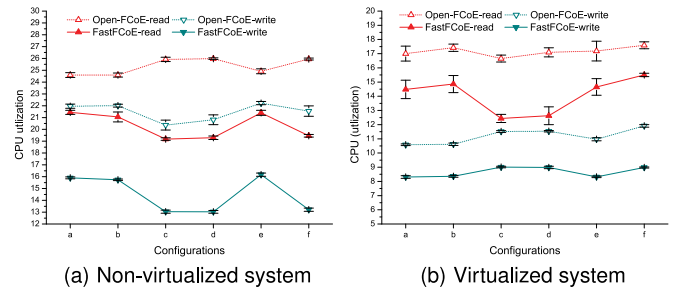 Open-FCoE-read Open-FCoE-write
FastFCoE-read FastFCoE-write
CPU utlization
30
29
28
27
26
25
24
23
22
21
20
19
18
17
16
15
14
13
12
a b c d e f
Configurations
(a) Non-virtualized system
Open-FCoE-read Open-FCoE-write
FastFCoE-read FastFCoE-write
CPU (utlization)
20
19
18
17
16
15
14
13
12
11
10
9
8
7
6
5
a b c d e f
Configurations
(b) Virtualized system